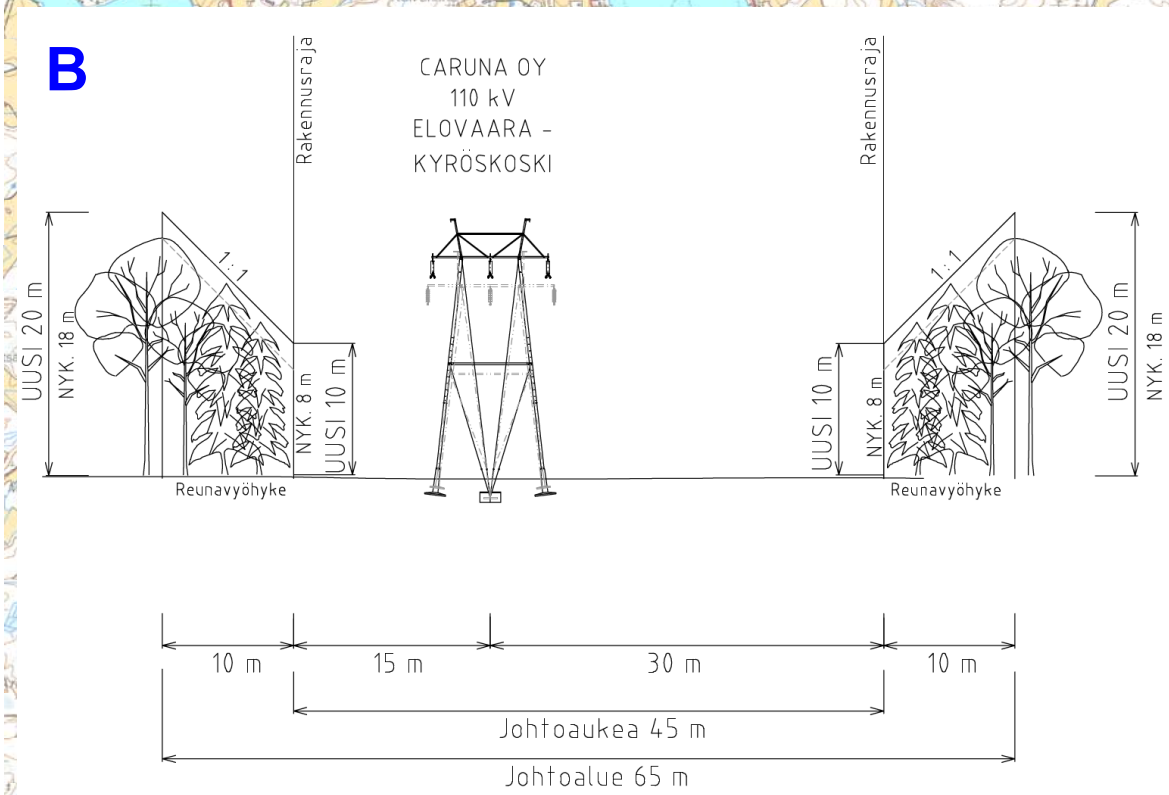 B
Rakennusraja
CARUNA OY
110 kV
ELOVAARA -
KYRÖSKOSKI
Rakennusraja
1:1
1:1
UUSI 20 m
NYK. 18 m
NYK. 8 m
UUSI 10 m
UUSI 10 m
NYK. 8 m
UUSI 20 m
NYK. 18 m
Reunavyöhyke
Reunavyöhyke
10 m
15 m
30 m
10 m
Johtoaukea 45 m
Johtoalue 65 m